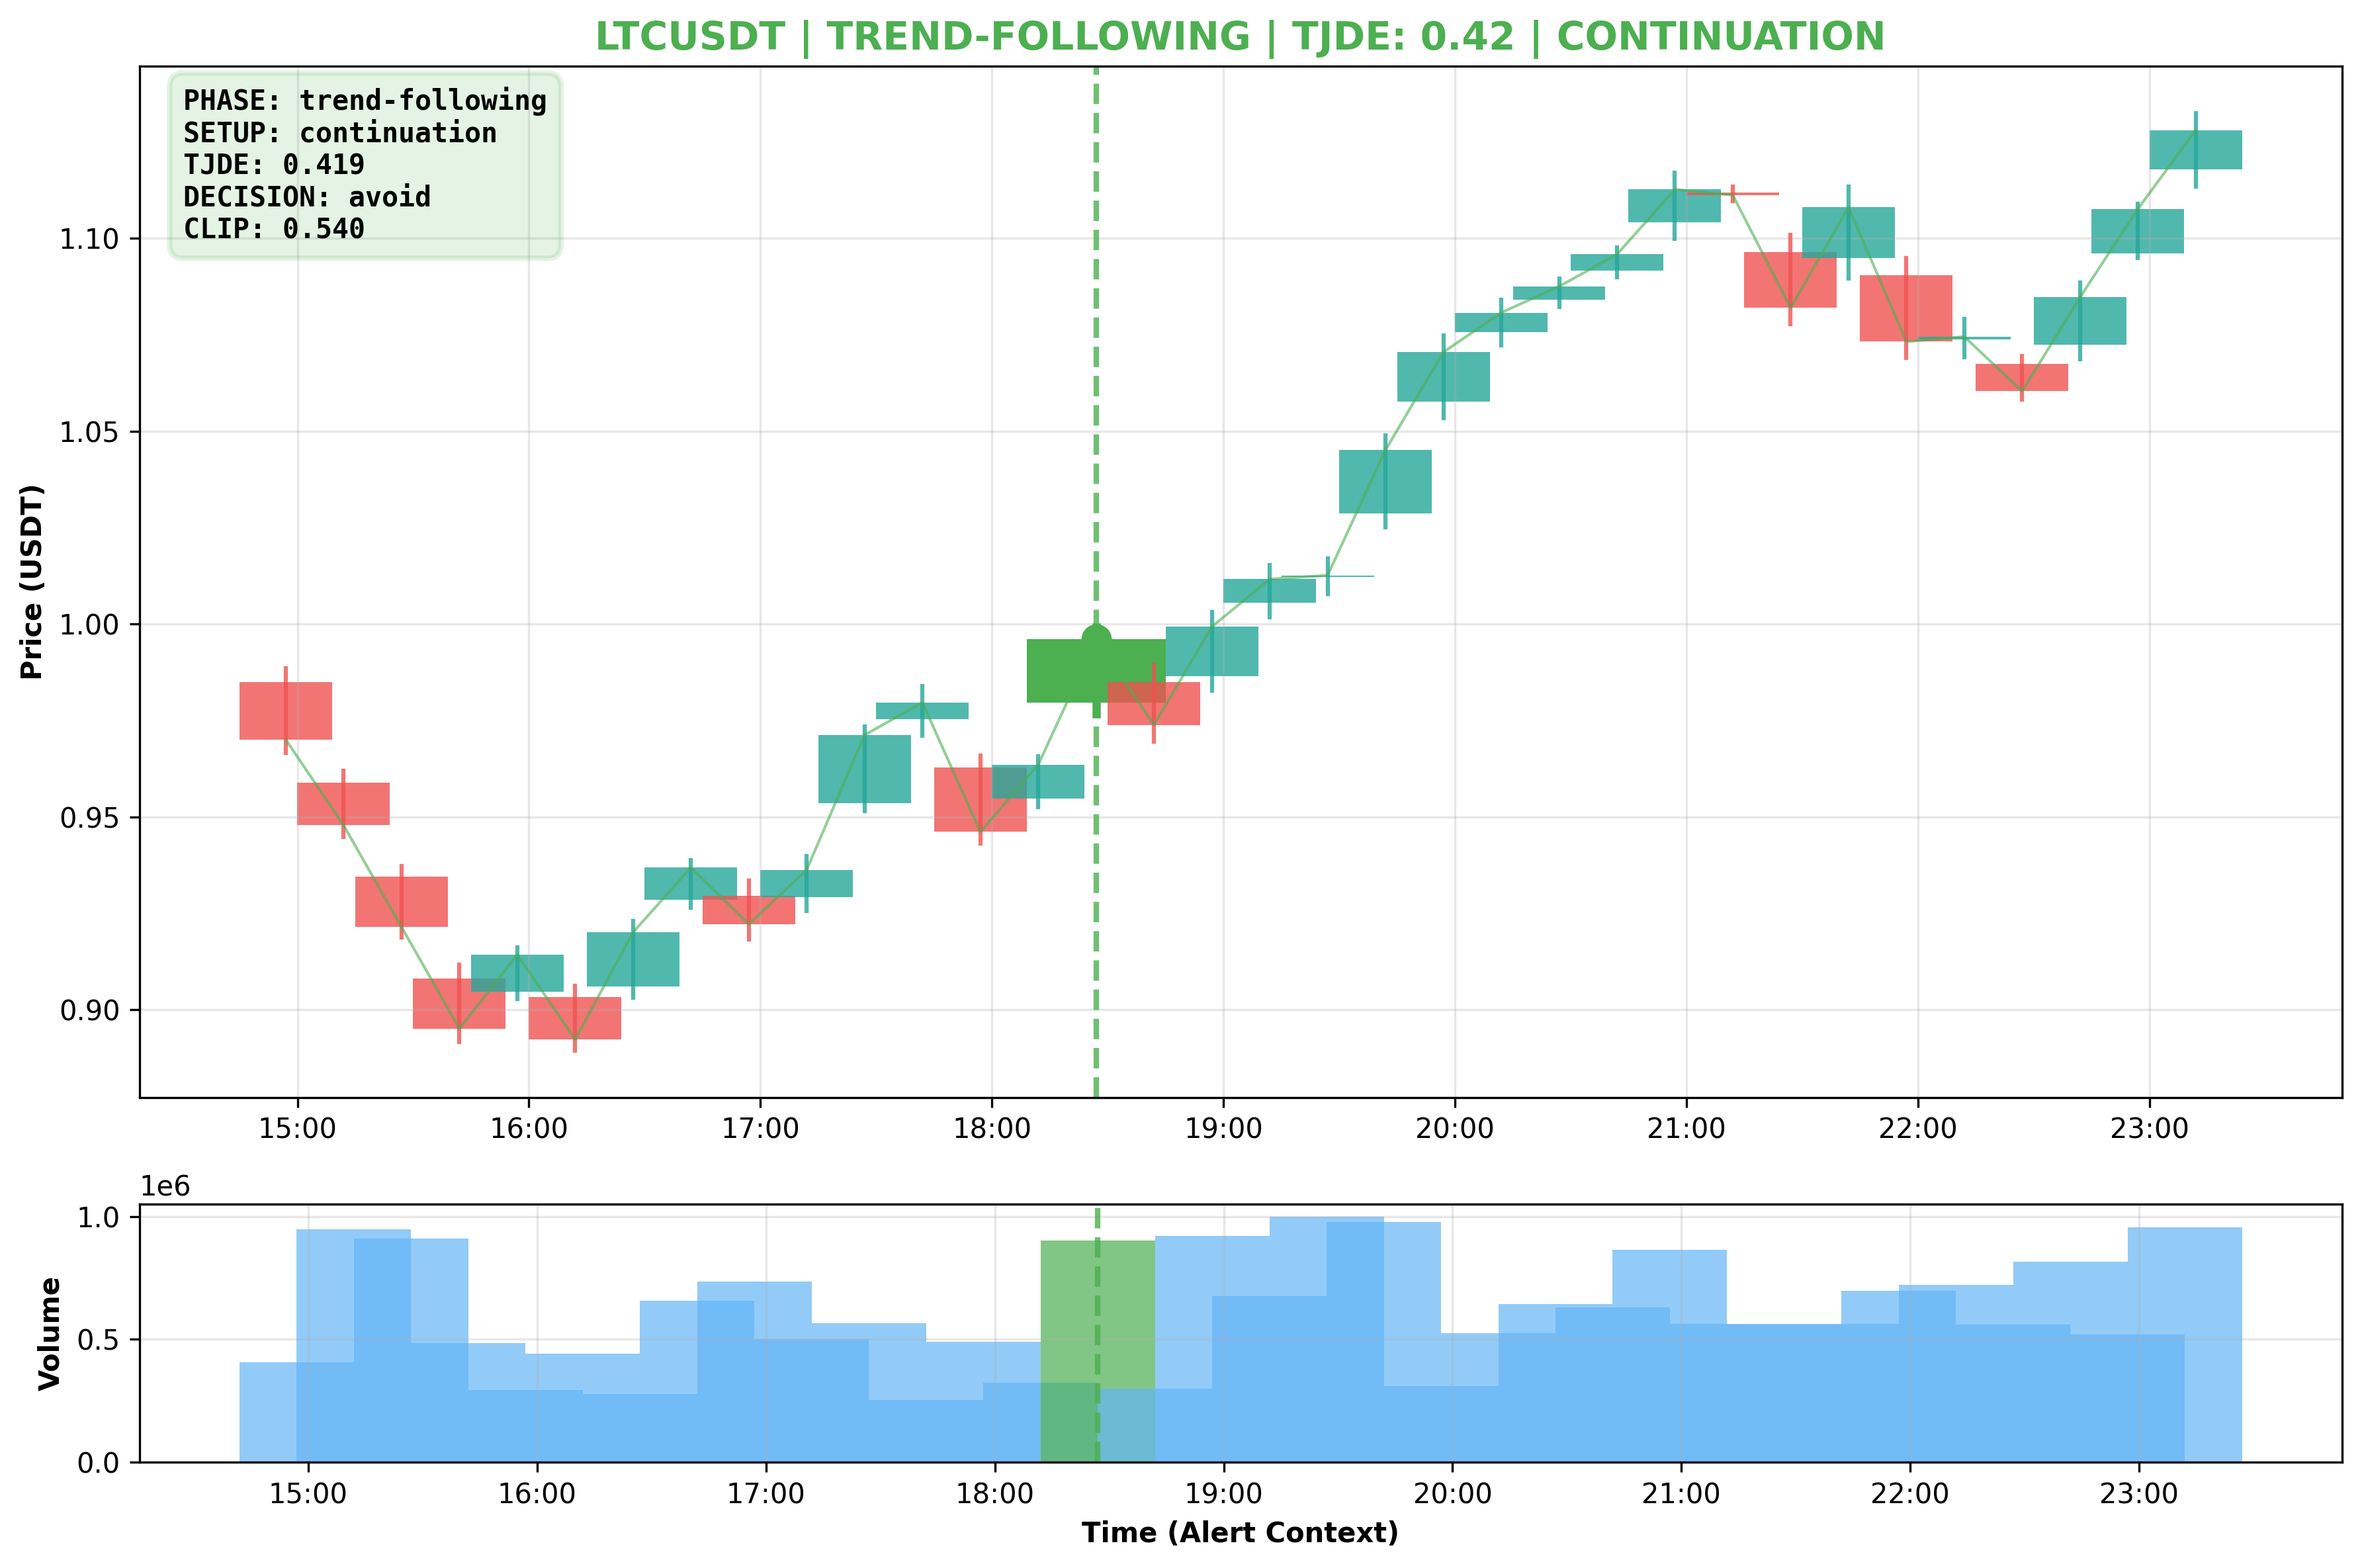 LTCUSDT | TREND-FOLLOWING | TJDE: 0.42 | CONTINUATION
PHASE: trend-following
SETUP: continuation
TJDE: 0.419
DECISION: avoid
CLIP: 0.540
Price (USDT)
1.10
1.05
1.00
0.95
0.90
15:00 16:00 17:00 18:00 19:00 20:00 21:00 22:00 23:00
1e6
Volume
1.0
0.5
0.0
15:00 16:00 17:00 18:00 19:00 20:00 21:00 22:00 23:00
Time (Alert Context)